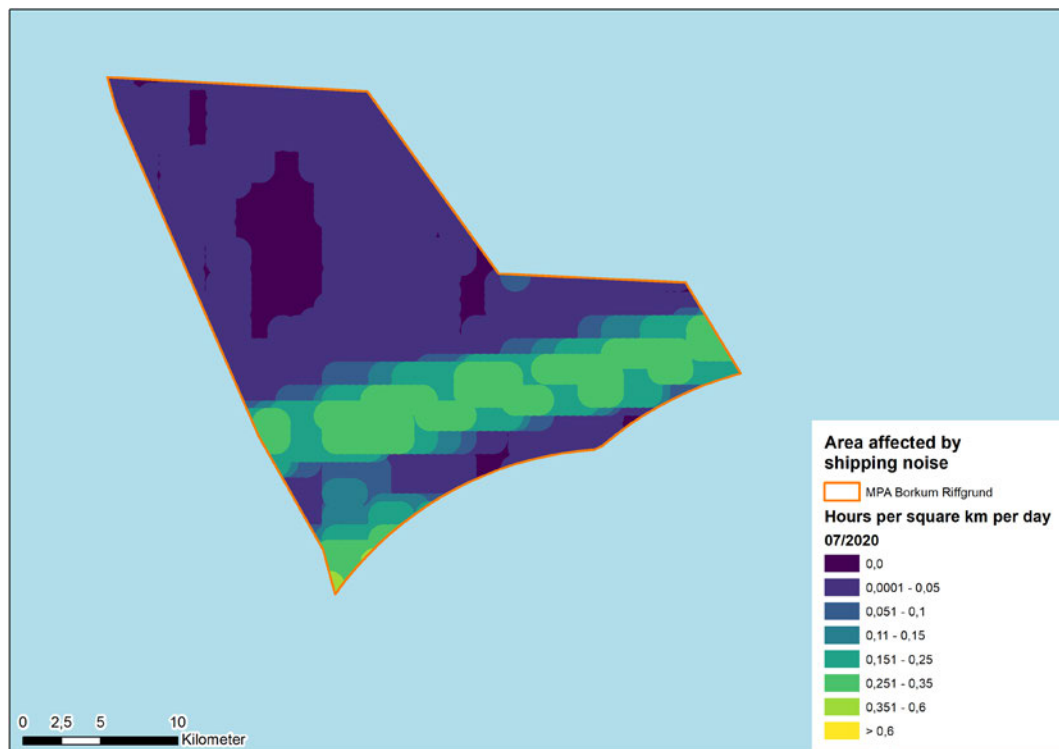 Area affected by
shipping noise
MPA Borkum Riffgrund
Hours per square km per day
07/2020
0,0
0,0001 - 0,05
0,051 - 0,1
0,11 - 0,15
0,151 - 0,25
0,251 - 0,35
0,351 - 0,6
> 0,6
0 2,5 5 10
Kilometer